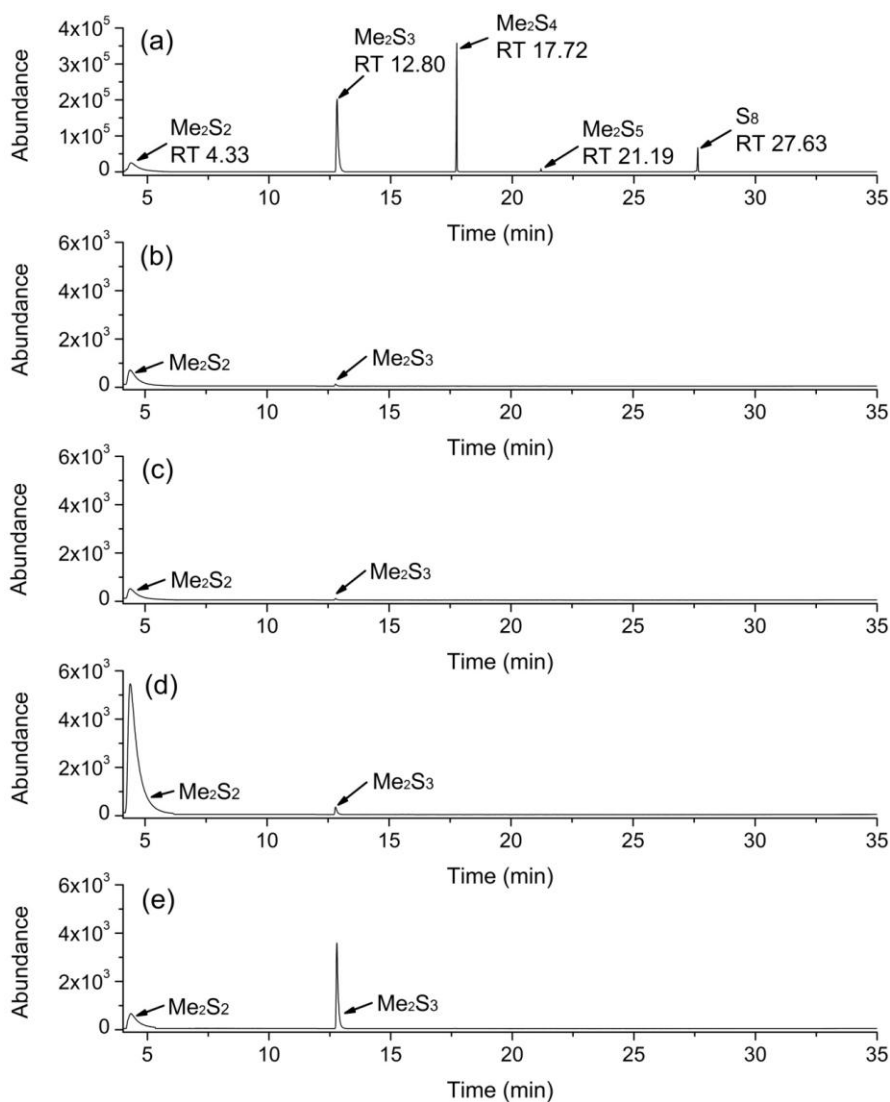 (a)
Abundance
4x10⁵
3x10⁵
2x10⁵
1x10⁵
0
Me₂S₂
RT 4.33
Me₂S₃
RT 12.80
Me₂S₄
RT 17.72
Me₂S₅
RT 21.19
S₈
RT 27.63
5 10 15 20 25 30 35
Time (min)
(b)
Abundance
6x10³
4x10³
2x10³
0
Me₂S₂
Me₂S₃
5 10 15 20 25 30 35
Time (min)
(c)
Abundance
6x10³
4x10³
2x10³
0
Me₂S₂
Me₂S₃
5 10 15 20 25 30 35
Time (min)
(d)
Abundance
6x10³
4x10³
2x10³
0
Me₂S₂
Me₂S₃
5 10 15 20 25 30 35
Time (min)
(e)
Abundance
6x10³
4x10³
2x10³
0
Me₂S₂
Me₂S₃
5 10 15 20 25 30 35
Time (min)